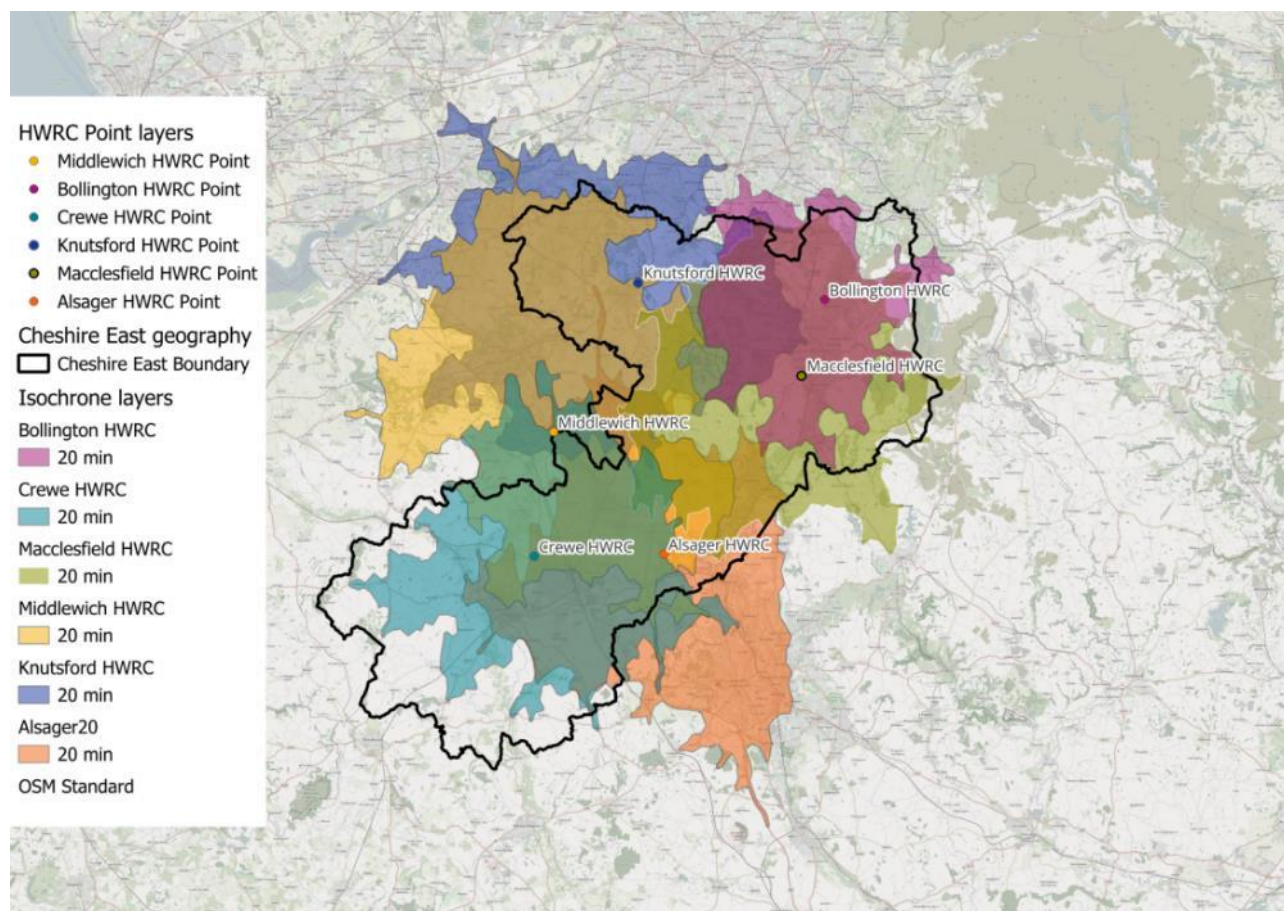 HWRC Point layers
Middlewich HWRC Point
Bollington HWRC Point
Crewe HWRC Point
Knutsford HWRC Point
Macclesfield HWRC Point
Alsager HWRC Point
Cheshire East geography
Cheshire East Boundary
Isochrone layers
Bollington HWRC
20 min
Crewe HWRC
20 min
Macclesfield HWRC
20 min
Middlewich HWRC
20 min
Knutsford HWRC
20 min
Alsager20
20 min
OSM Standard
Knutsford HWRC
Bollington HWRC
Macclesfield HWRC
Middlewich HWRC
Crewe HWRC
Alsager HWRC